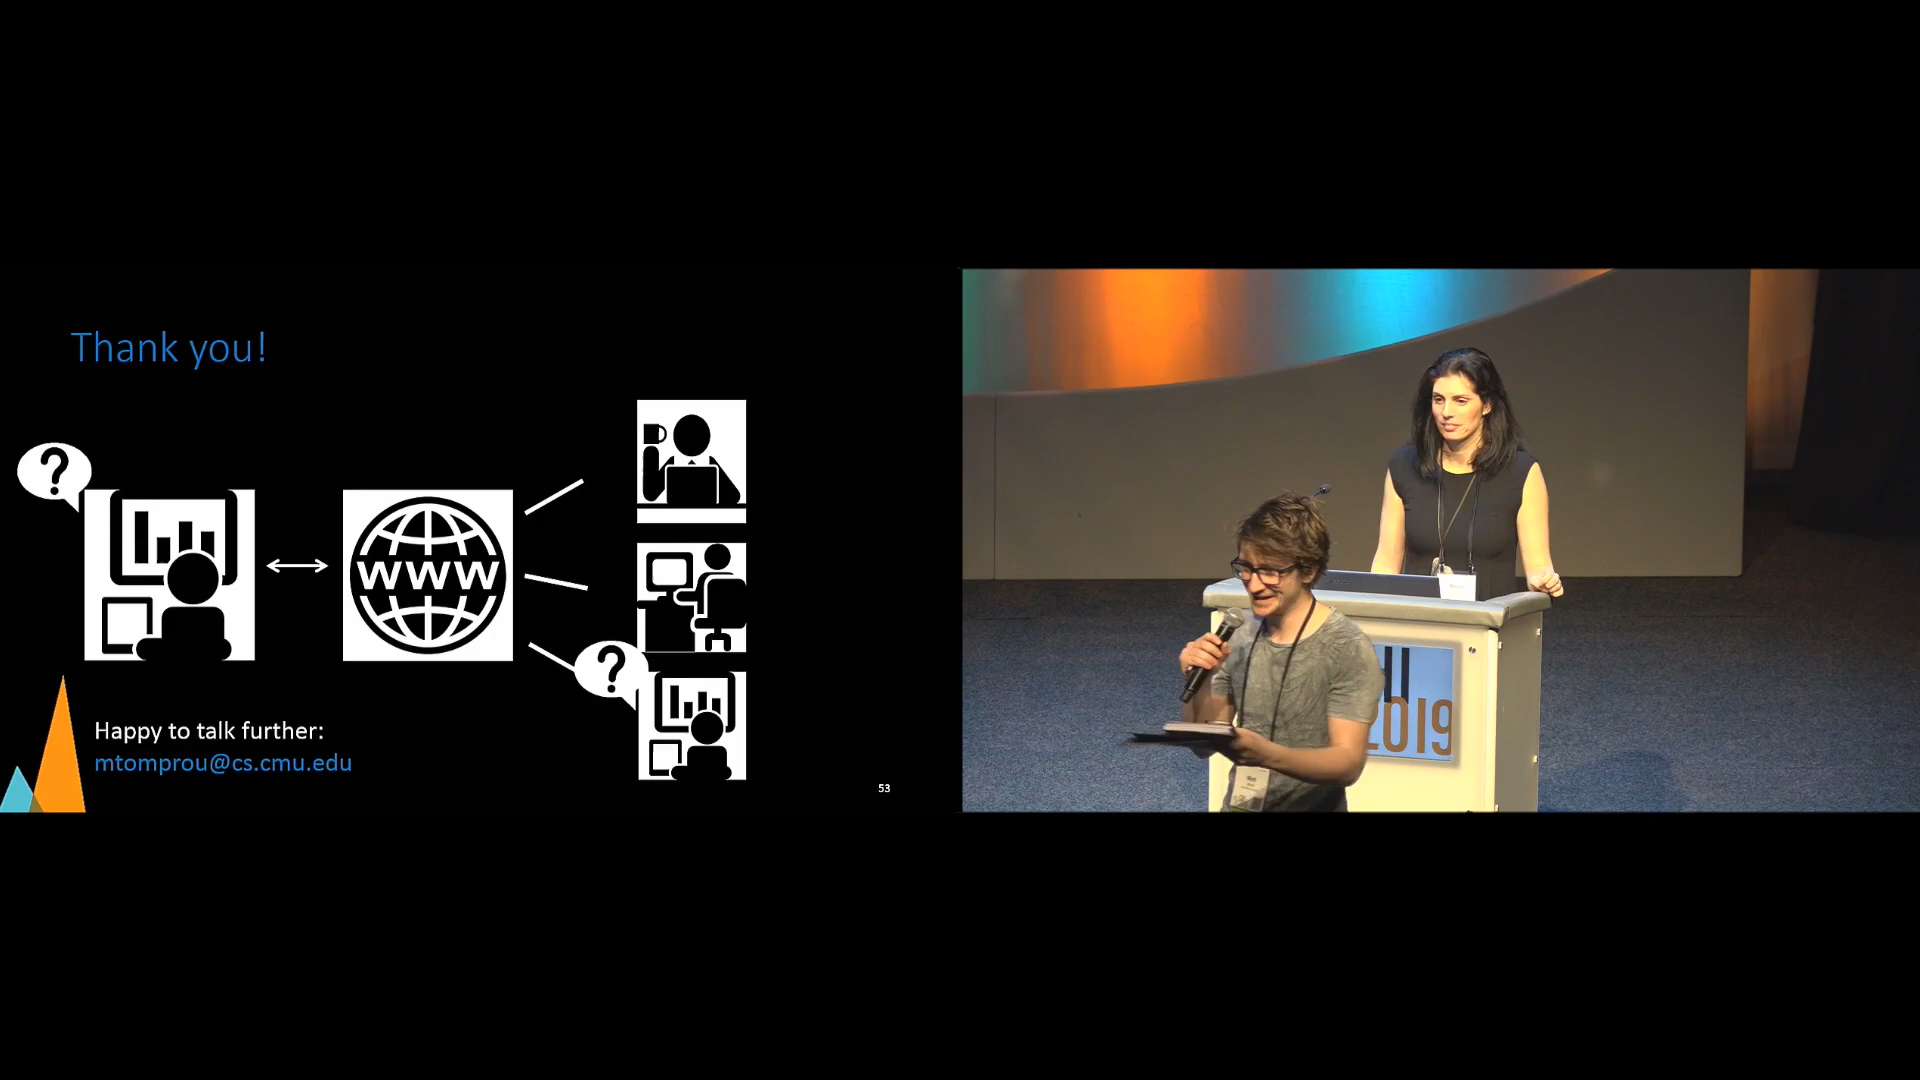 Thank you!
?
WWW
?
Happy to talk further:
mtomprou@cs.cmu.edu
53
2019